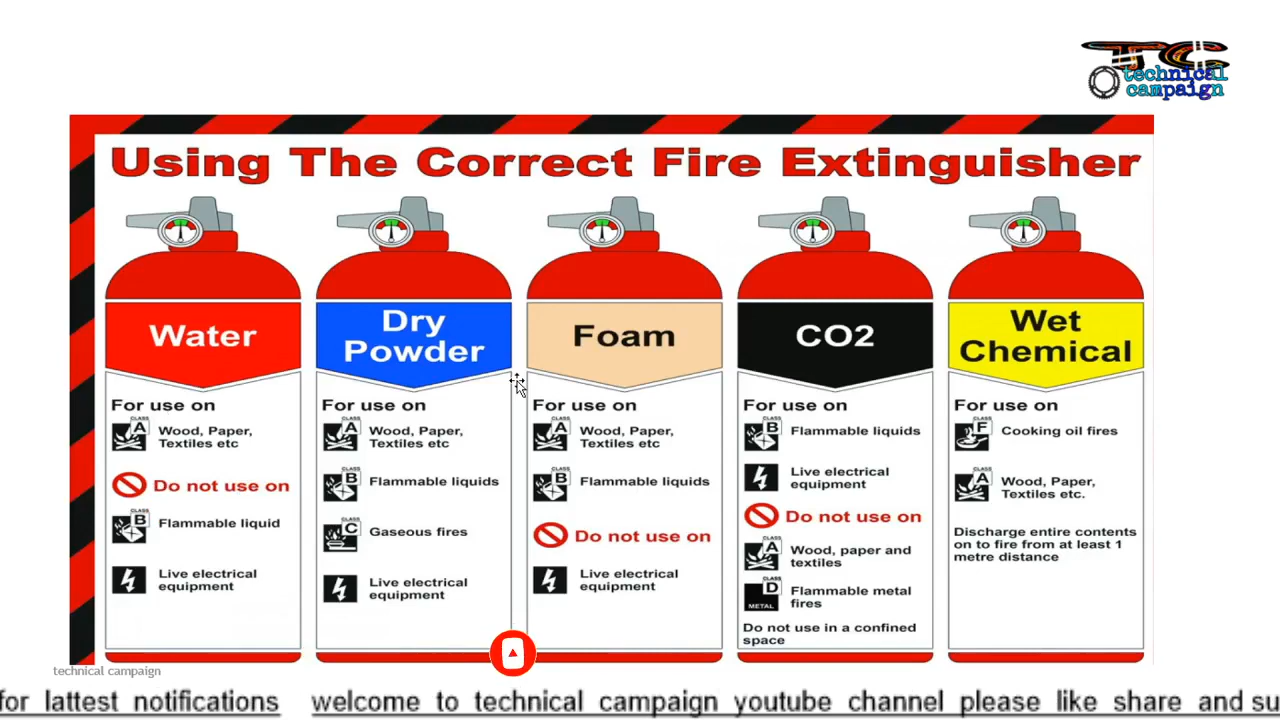 TC
technical
campaign
Using The Correct Fire Extinguisher
Water
For use on
CLASS
A
Wood, Paper,
Textiles etc
Do not use on
CLASS
B
Flammable liquid
Live electrical
equipment
Dry
Powder
For use on
CLASS
A
Wood, Paper,
Textiles etc
CLASS
B
Flammable liquids
CLASS
C
Gaseous fires
Live electrical
equipment
Foam
For use on
CLASS
A
Wood, Paper,
Textiles etc
CLASS
B
Flammable liquids
Do not use on
Live electrical
equipment
CO2
For use on
CLASS
B
Flammable liquids
Live electrical
equipment
Do not use on
CLASS
A
Wood, paper and
textiles
CLASS
D
METAL
Flammable metal
fires
Do not use in a confined
space
Wet
Chemical
For use on
CLASS
F
Cooking oil fires
CLASS
A
Wood, Paper,
Textiles etc.
Discharge entire contents
on to fire from at least 1
metre distance
technical campaign
for lattest notifications welcome to technical campaign youtube channel please like share and su